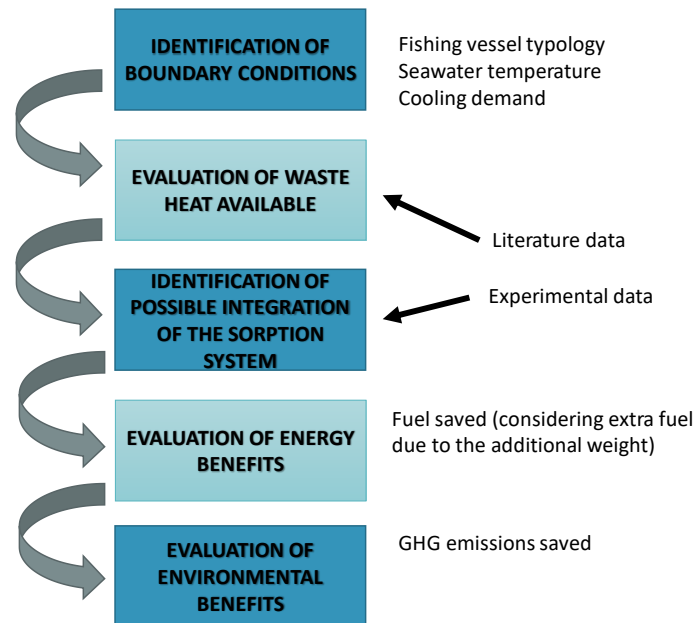 IDENTIFICATION OF
BOUNDARY CONDITIONS
Fishing vessel typology
Seawater temperature
Cooling demand
EVALUATION OF WASTE
HEAT AVAILABLE
Literature data
IDENTIFICATION OF
POSSIBLE INTEGRATION
OF THE SORPTION
SYSTEM
Experimental data
EVALUATION OF ENERGY
BENEFITS
Fuel saved (considering extra fuel
due to the additional weight)
EVALUATION OF
ENVIRONMENTAL
BENEFITS
GHG emissions saved